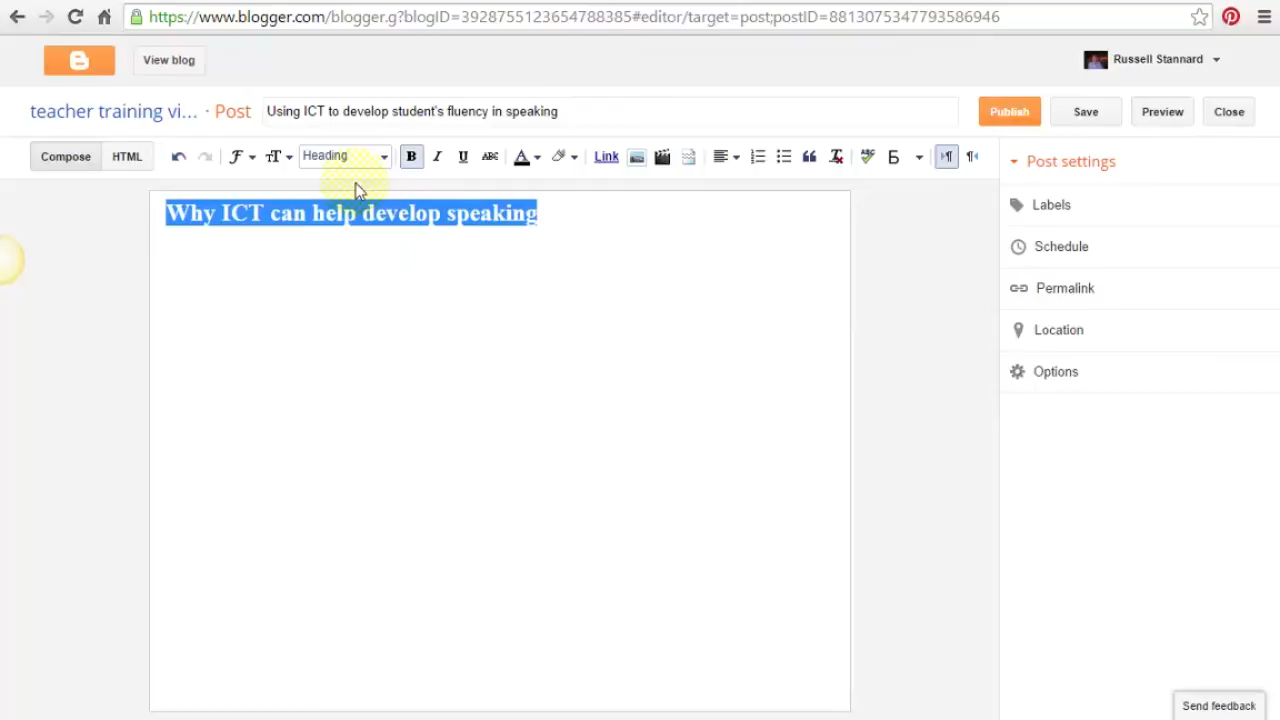 https://www.blogger.com/blogger.g?blogID=3928755123654788385#editor/target=post;postID=8813075347793586946
View blog
Russell Stannard
teacher training vi... · Post
Using ICT to develop student's fluency in speaking
Publish
Save
Preview
Close
Compose
HTML
Heading
B
I
U
ABC
A
Link
Post settings
Why ICT can help develop speaking
Labels
Schedule
Permalink
Location
Options
Send feedback